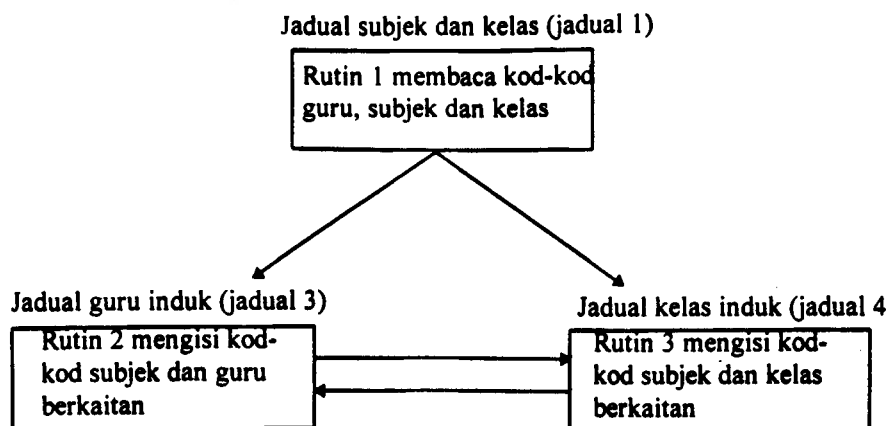 Jadual subjek dan kelas (jadual 1)
Rutin 1 membaca kod-kod
guru, subjek dan kelas
Jadual guru induk (jadual 3)
Rutin 2 mengisi kod-
kod subjek dan guru
berkaitan
Jadual kelas induk (jadual 4
Rutin 3 mengisi kod-
kod subjek dan kelas
berkaitan